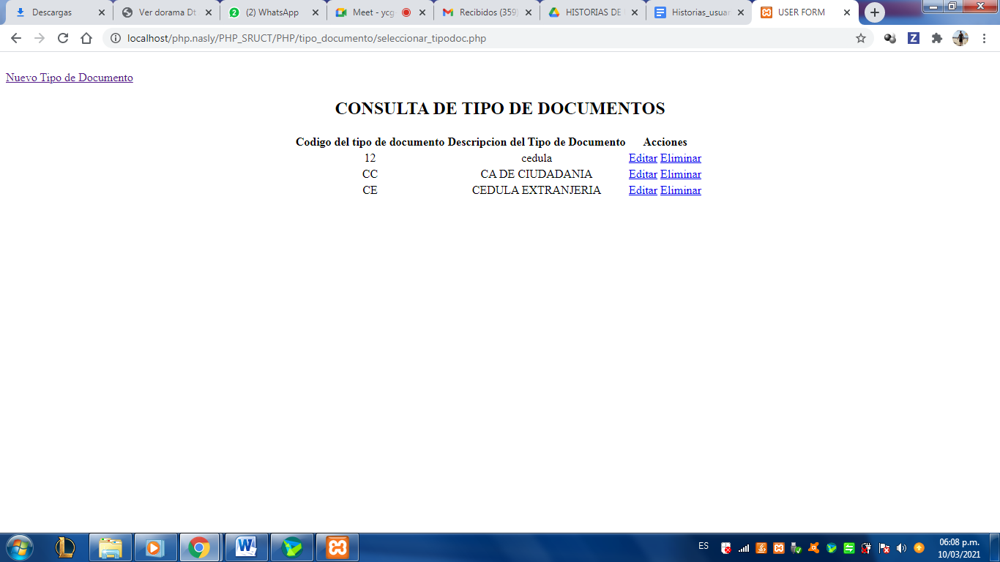 Descargas
Ver dorama Dt
(2) WhatsApp
Meet - ycg
Recibidos (359)
HISTORIAS DE
Historias_usuar
USER FORM
localhost/php.nasly/PHP_SRUCT/PHP/tipo_documento/seleccionar_tipodoc.php
Nuevo Tipo de Documento
CONSULTA DE TIPO DE DOCUMENTOS
Codigo del tipo de documento Descripcion del Tipo de Documento Acciones
12 cedula Editar Eliminar
CC CA DE CIUDADANIA Editar Eliminar
CE CEDULA EXTRANJERIA Editar Eliminar
ES
06:08 p.m.
10/03/2021